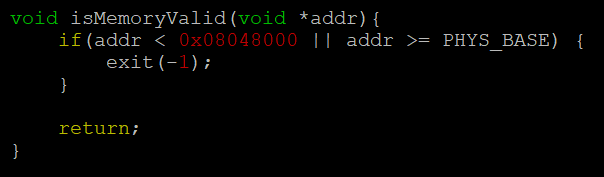 void isMemoryValid(void *addr){
    if(addr < 0x08048000 || addr >= PHYS_BASE) {
        exit(-1);
    }

    return;
}